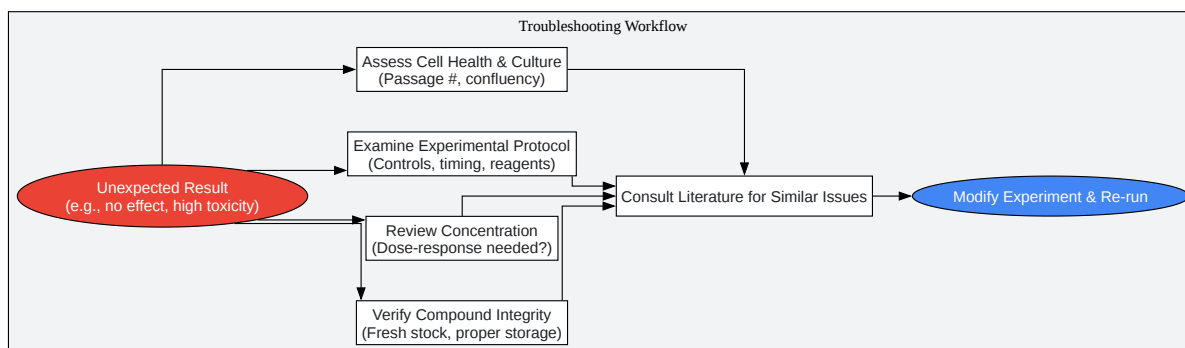 Troubleshooting Workflow
Assess Cell Health & Culture
(Passage #, confluency)
Examine Experimental Protocol
(Controls, timing, reagents)
Unexpected Result
(e.g., no effect, high toxicity)
Consult Literature for Similar Issues
Modify Experiment & Re-run
Review Concentration
(Dose-response needed?)
Verify Compound Integrity
(Fresh stock, proper storage)